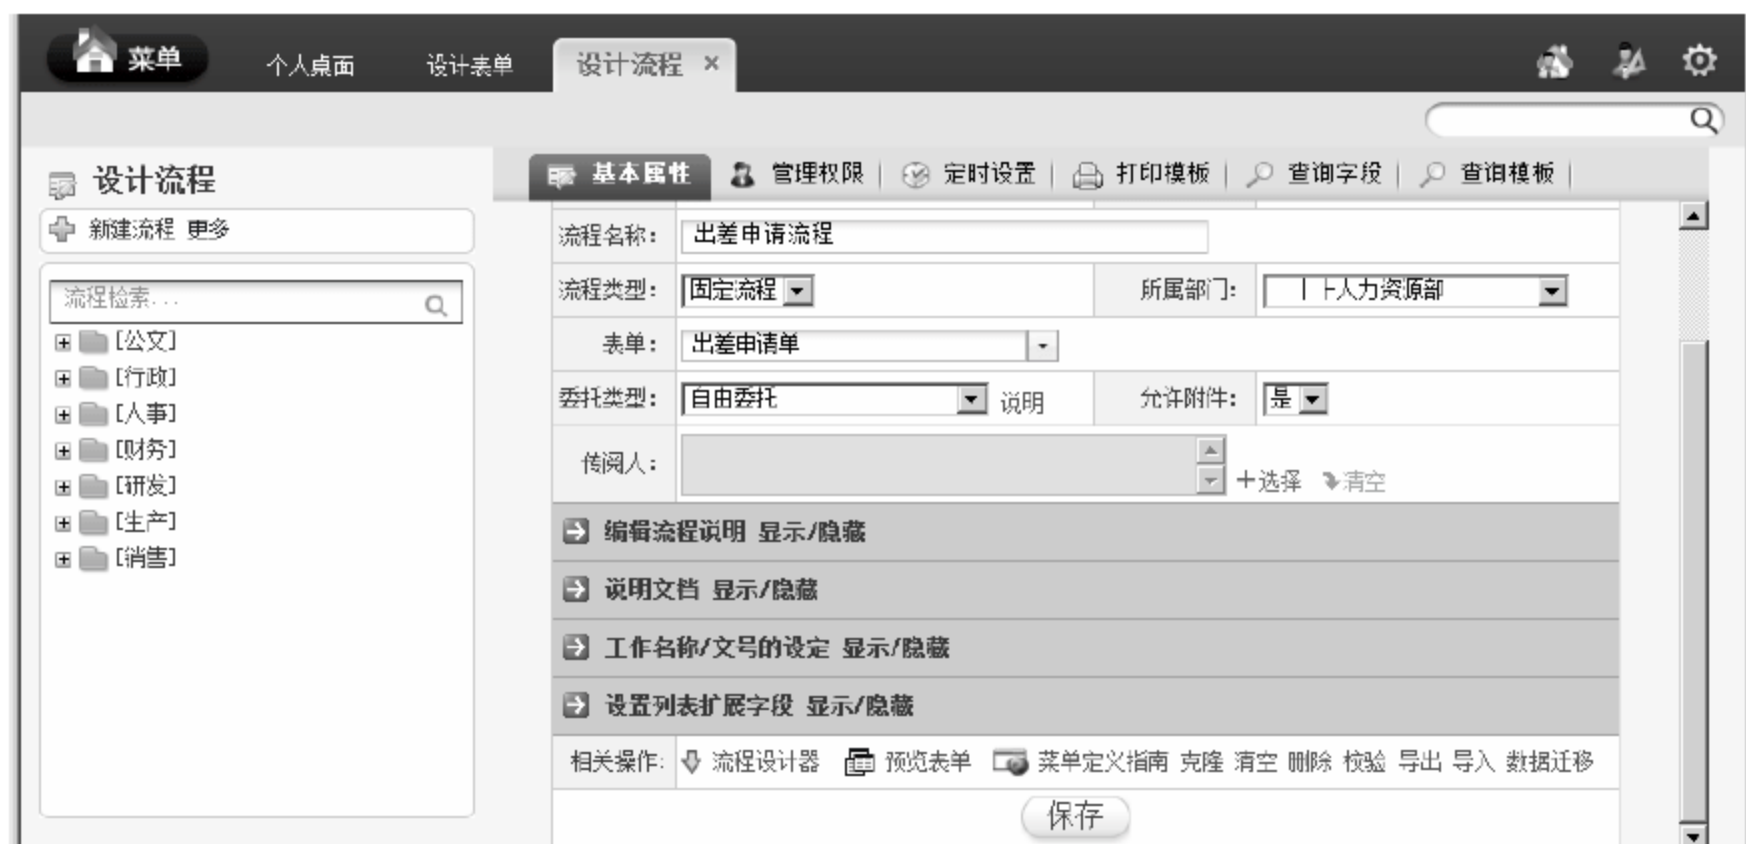 菜单 个人桌面 设计表单 设计流程 ×
设计流程
基本属性 管理权限 定时设置 打印模板 查询字段 查询模板
新建流程 更多
流程检索...
[公文]
[行政]
[人事]
[财务]
[研发]
[生产]
[销售]
流程名称： 出差申请流程
流程类型： 固定流程 所属部门： 人力资源部
表单： 出差申请单
委托类型： 自由委托 说明 允许附件： 是
传阅人： 选择 清空
编辑流程说明 显示/隐藏
说明文档 显示/隐藏
工作名称/文号的设定 显示/隐藏
设置列表扩展字段 显示/隐藏
相关操作: 流程设计器 预览表单 菜单定义指南 克隆 清空 删除 校验 导出 导入 数据迁移
保存